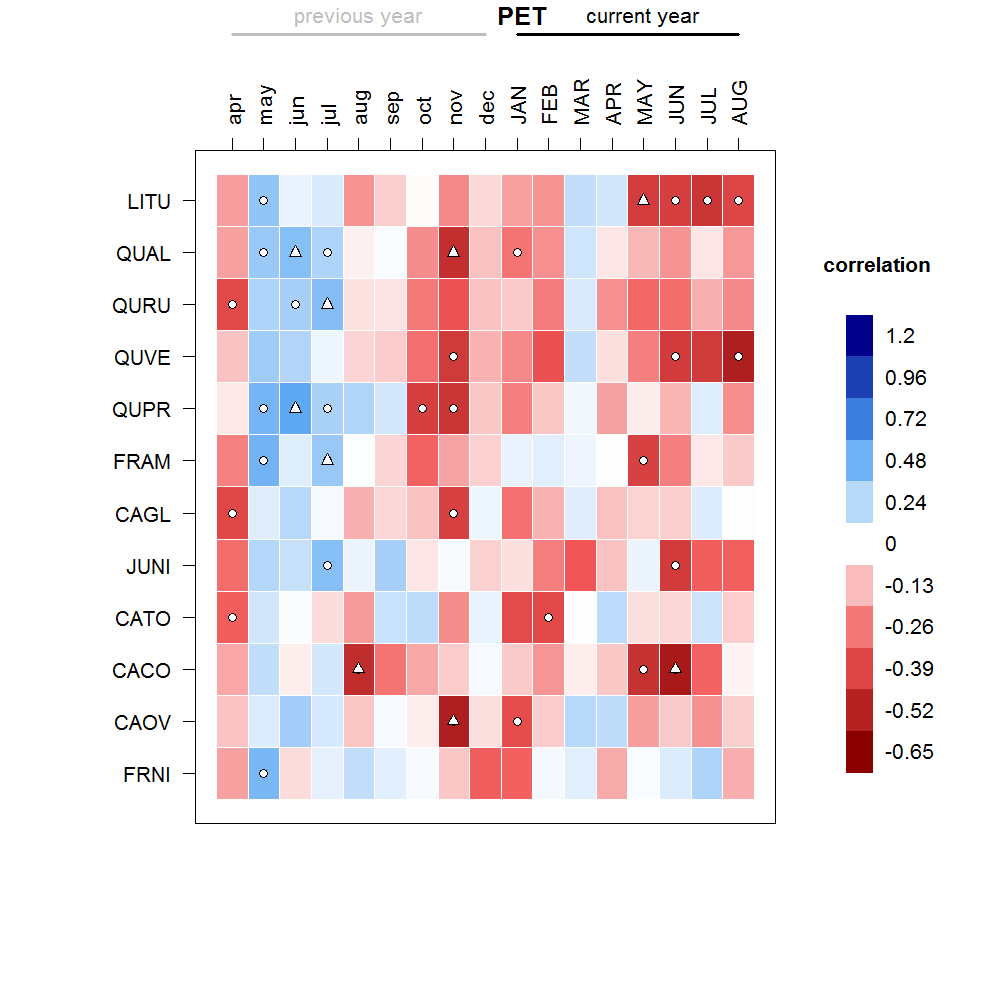 previous year PET current year
apr may jun jul aug sep oct nov dec JAN FEB MAR APR MAY JUN JUL AUG
LITU
QUAL
QURU
QUVE
QUPR
FRAM
CAGL
JUNI
CATO
CACO
CAOV
FRNI
correlation
1.2
0.96
0.72
0.48
0.24
0
-0.13
-0.26
-0.39
-0.52
-0.65